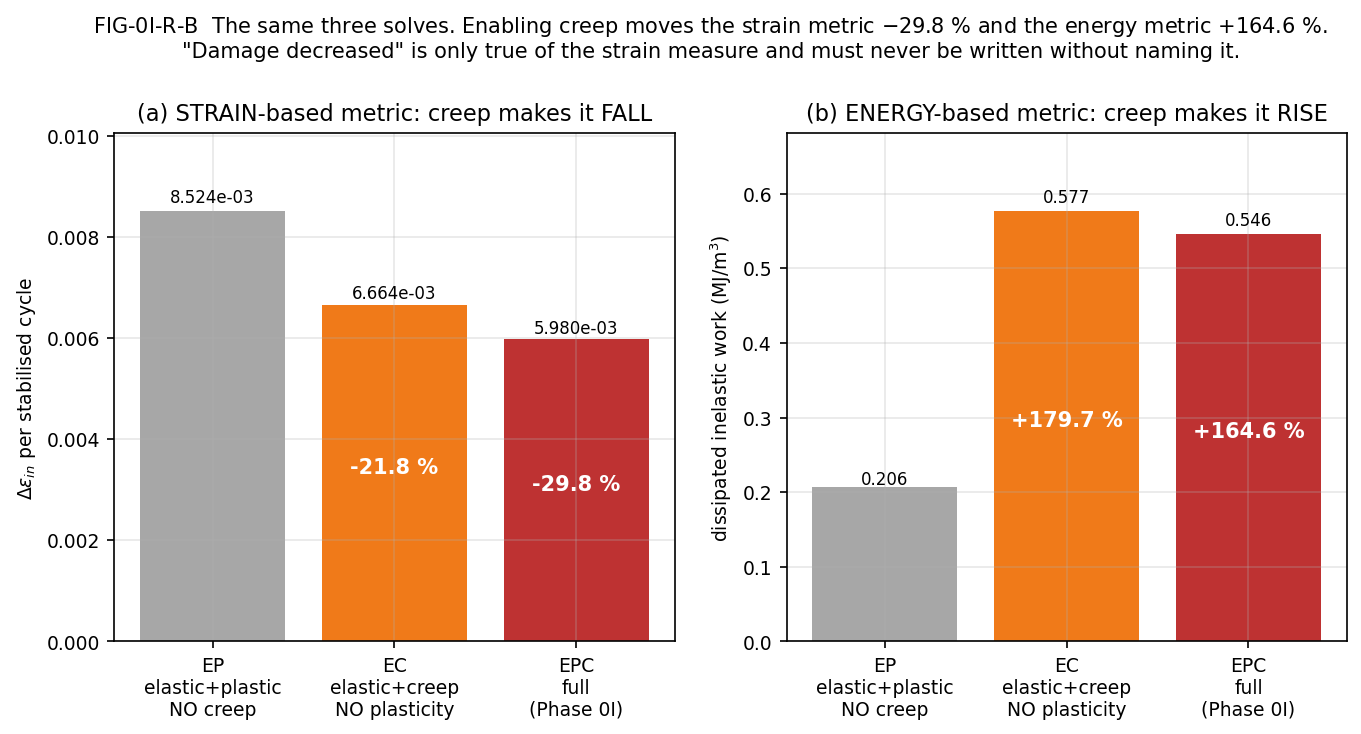 FIG-0I-R-B  The same three solves. Enabling creep moves the strain metric −29.8 % and the energy metric +164.6 %.
"Damage decreased" is only true of the strain measure and must never be written without naming it.
(a) STRAIN-based metric: creep makes it FALL
Δε_in per stabilised cycle
0.010
0.008
0.006
0.004
0.002
0.000
8.524e-03
6.664e-03
5.980e-03
-21.8 %
-29.8 %
EP
elastic+plastic
NO creep
EC
elastic+creep
NO plasticity
EPC
full
(Phase 0I)
(b) ENERGY-based metric: creep makes it RISE
dissipated inelastic work (MJ/m³)
0.6
0.5
0.4
0.3
0.2
0.1
0.0
0.206
0.577
0.546
+179.7 %
+164.6 %
EP
elastic+plastic
NO creep
EC
elastic+creep
NO plasticity
EPC
full
(Phase 0I)